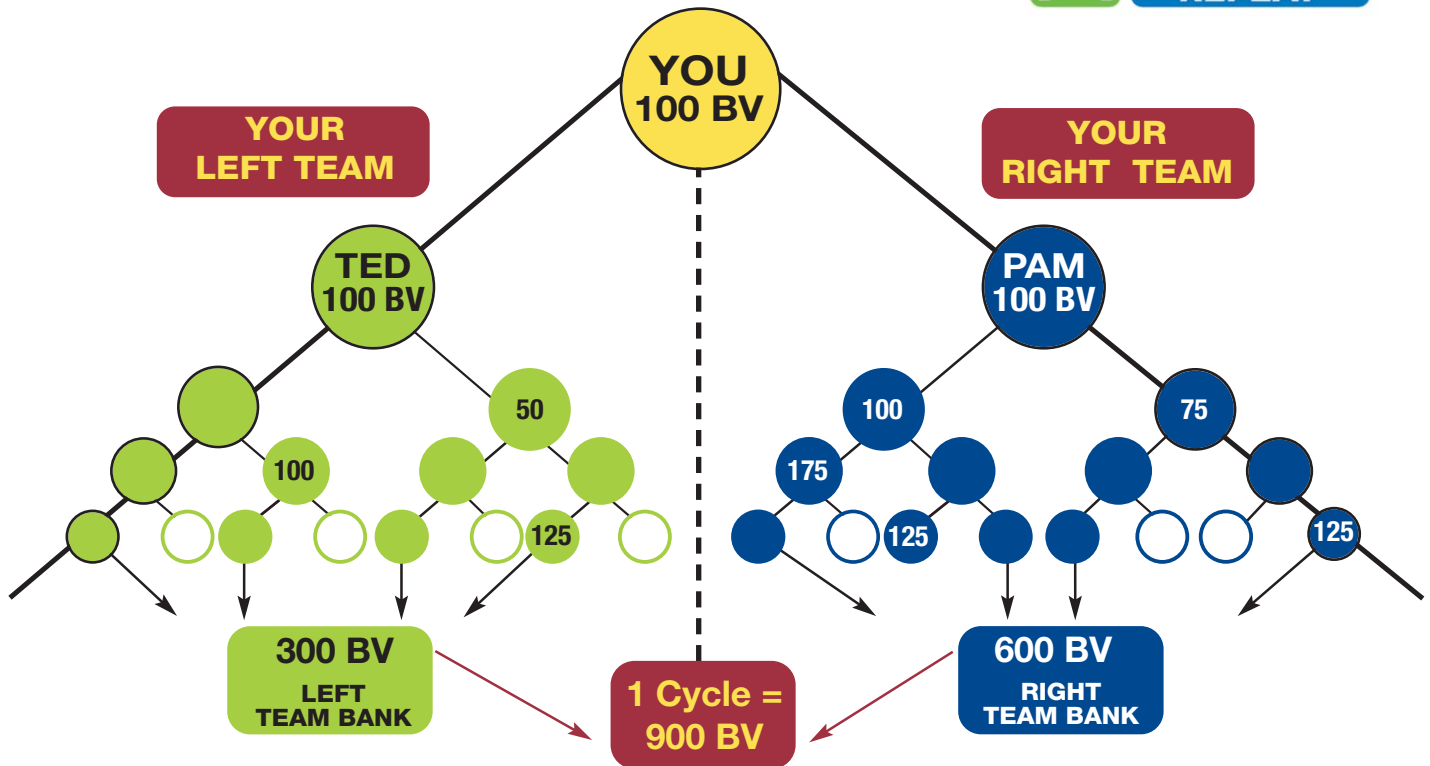 YOU
100 BV
YOUR
LEFT TEAM
YOUR
RIGHT TEAM
TED
100 BV
PAM
100 BV
50
100
75
100
175
125
125
125
300 BV
LEFT
TEAM BANK
600 BV
RIGHT
TEAM BANK
1 Cycle =
900 BV